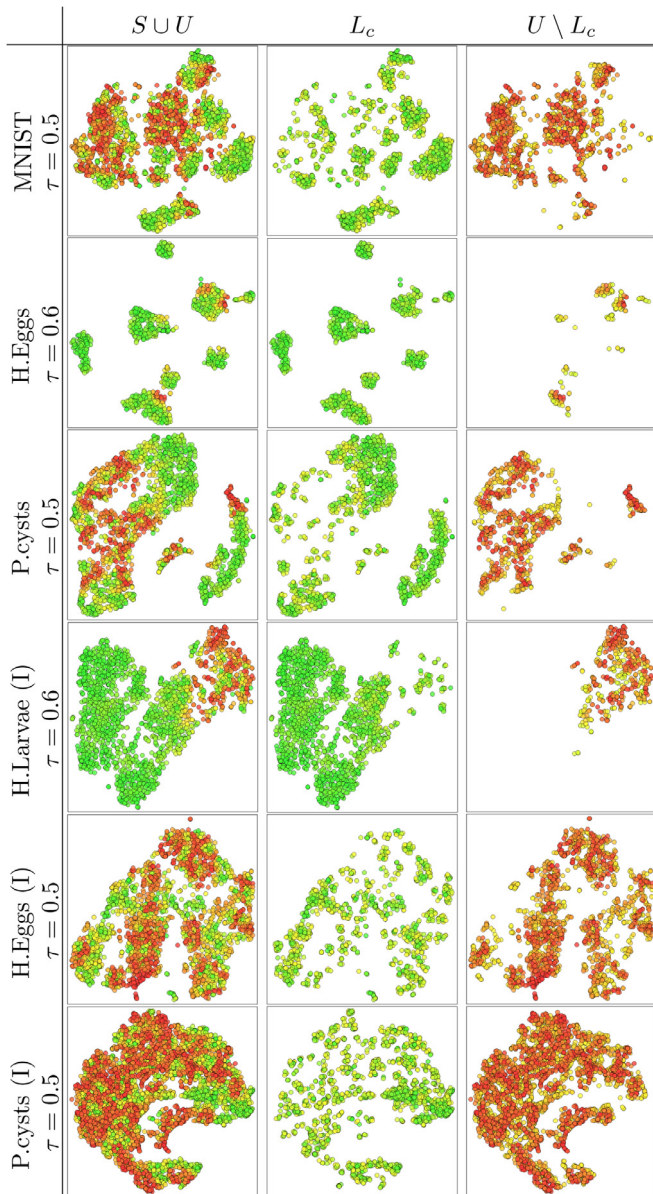 S ∪ U
L_c
U \ L_c
MNIST
τ = 0.5
H.Eggs
τ = 0.6
P.cysts
τ = 0.5
H.Larvae (I)
τ = 0.6
H.Eggs (I)
τ = 0.5
P.cysts (I)
τ = 0.5